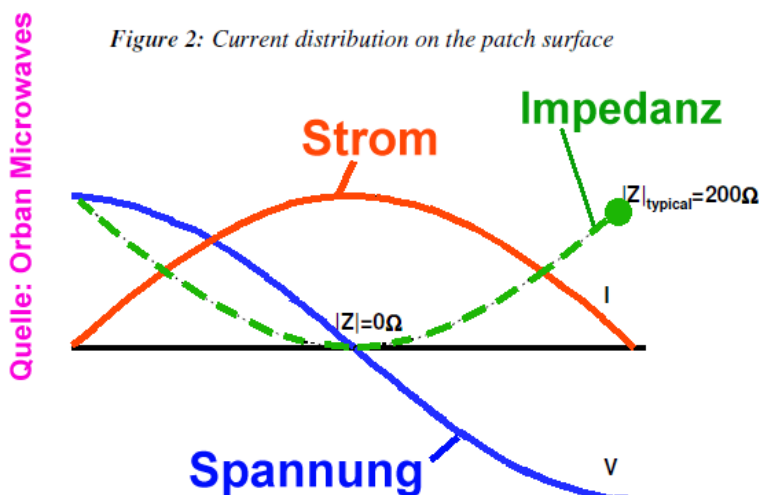 Quelle: Orban Microwaves
Figure 2: Current distribution on the patch surface
Impedanz
Strom
|Z|typical=200Ω
I
|Z|=0Ω
Spannung
V